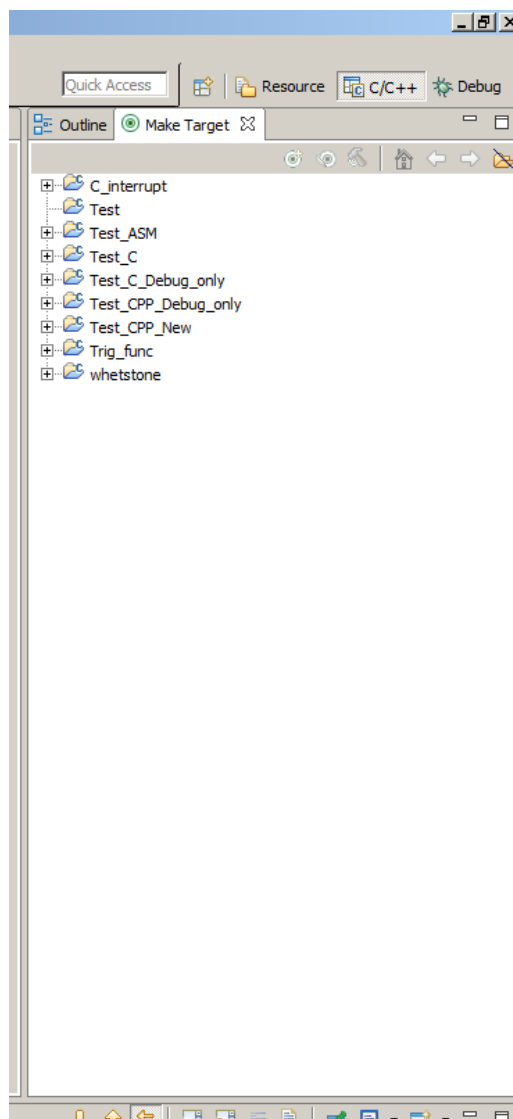 Quick Access Resource C/C++ Debug
Outline Make Target
C_interrupt
Test
Test_ASM
Test_C
Test_C_Debug_only
Test_CPP_Debug_only
Test_CPP_New
Trig_func
whetstone